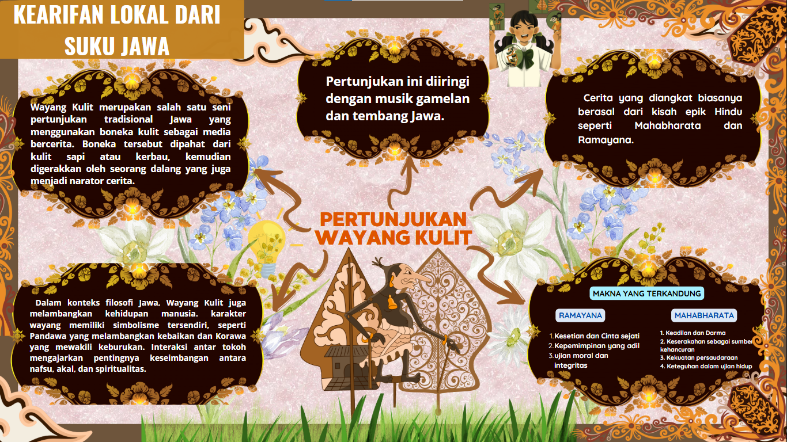 KEARIFAN LOKAL DARI
SUKU JAWA
Wayang Kulit merupakan salah satu seni
pertunjukan tradisional Jawa yang
menggunakan boneka kulit sebagai media
bercerita. Boneka tersebut dipahat dari
kulit sapi atau kerbau, kemudian
digerakkan oleh seorang dalang yang juga
menjadi narator cerita.
Pertunjukan ini diiringi
dengan musik gamelan
dan tembang Jawa.
Cerita yang diangkat biasanya
berasal dari kisah epik Hindu
seperti Mahabharata dan
Ramayana.
PERTUNJUKAN
WAYANG KULIT
Dalam konteks filosofi Jawa, Wayang Kulit juga
melambangkan kehidupan manusia. karakter
wayang memiliki simbolisme tersendiri, seperti
Pandawa yang melambangkan kebaikan dan Korawa
yang mewakili keburukan. Interaksi antar tokoh
mengajarkan pentingnya keseimbangan antara
nafsu, akal, dan spiritualitas.
MAKNA YANG TERKANDUNG
RAMAYANA
1. Kesetian dan Cinta sejati
2. Kepemimpinan yang adil
3. ujian moral dan
integritas
MAHABHARATA
1. Keadilan dan Darma
2. Keserakahan sebagai sumber
kehancuran
3. Kekuatan persaudaraan
4. Keteguhan dalam ujian hidup